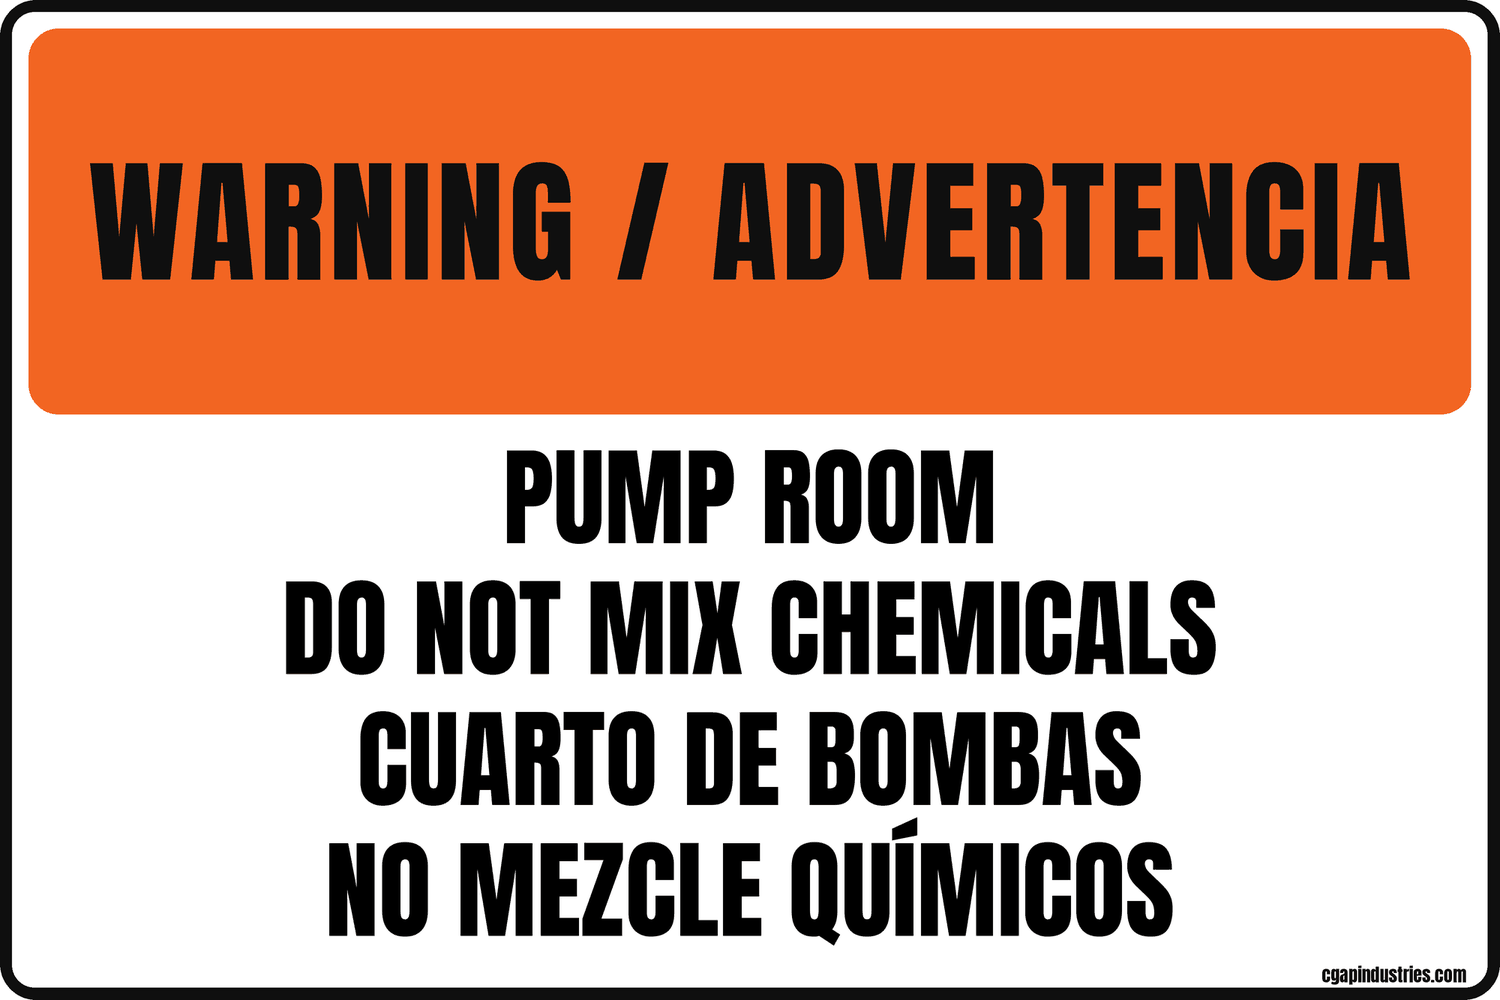 WARNING / ADVERTENCIA
PUMP ROOM
DO NOT MIX CHEMICALS
CUARTO DE BOMBAS
NO MEZCLE QUÍMICOS
cgapindustries.com